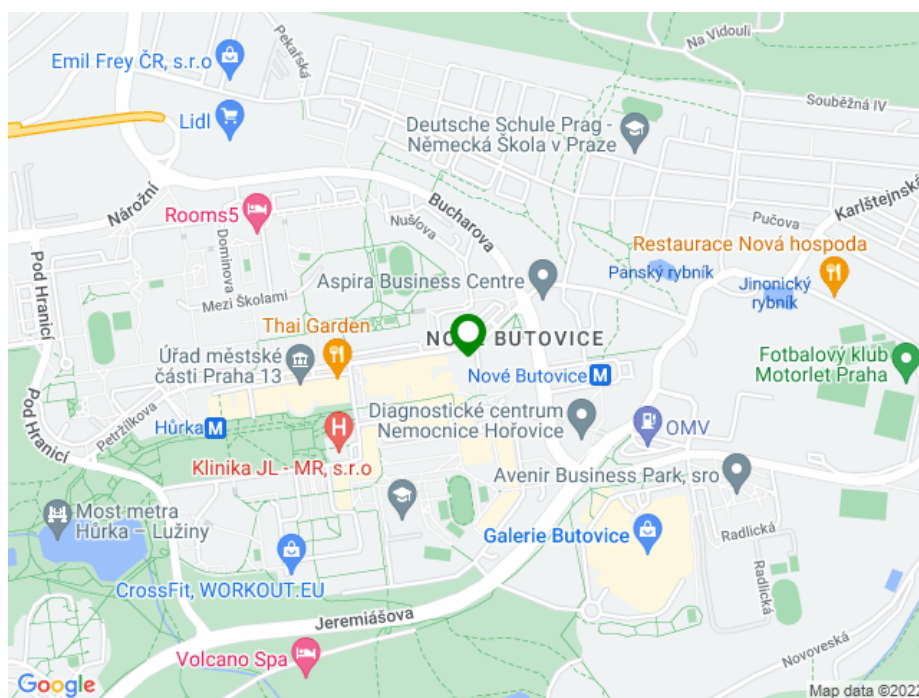 Na Vidouli
Pekařská
Emil Frey ČR, s.r.o
Souběžná IV
Lidl
Deutsche Schule Prag -
Německá Škola v Praze
Karlštejnská
Nárožní
Rooms5
Bucharova
Nušlova
Pučova
Dominova
Restaurace Nová hospoda
Pod Hranicí
Panský rybník
Aspira Business Centre
Jinonický
rybník
Mezi Školami
Thai Garden
BUTOVICE
Úřad městské
části Praha 13
Fotbalový klub
Motorlet Praha
Nové Butovice M
Petržílkova
Pod Hranicí
Diagnostické centrum
Nemocnice Hořovice
Hůrka M
OMV
H
Klinika JL - MR, s.r.o
Avenir Business Park, sro
Most metra
Hůrka – Lužiny
Radlická
Galerie Butovice
Radlická
CrossFit, WORKOUT.EU
Jeremiášova
Volcano Spa
Novoveská
Google
Map data ©202